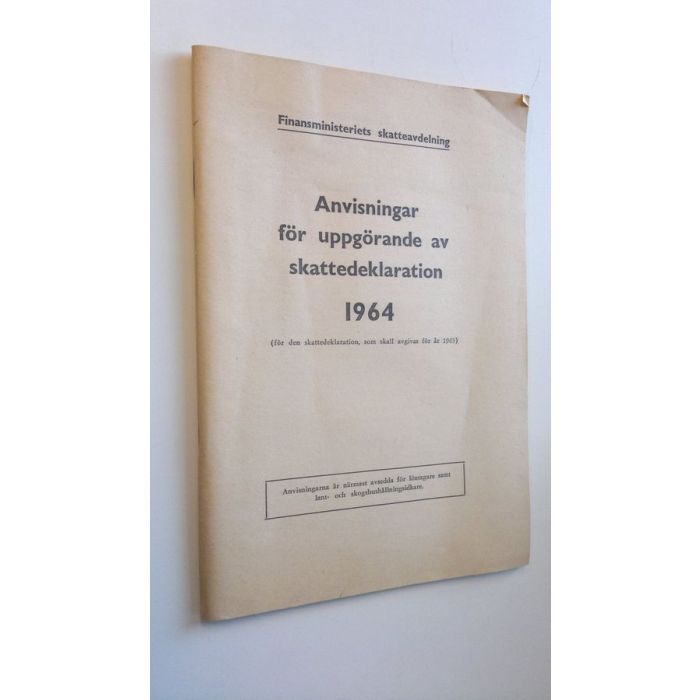 Finansministeriets skatteavdelning
Anvisningar
för uppgörande av
skattedeklaration
1964
(för den skattedeklaration, som skall avgivas för år 1963)
Anvisningarna är närmast avsedda för löntagare samt
lant- och skogshushållningsidkare.